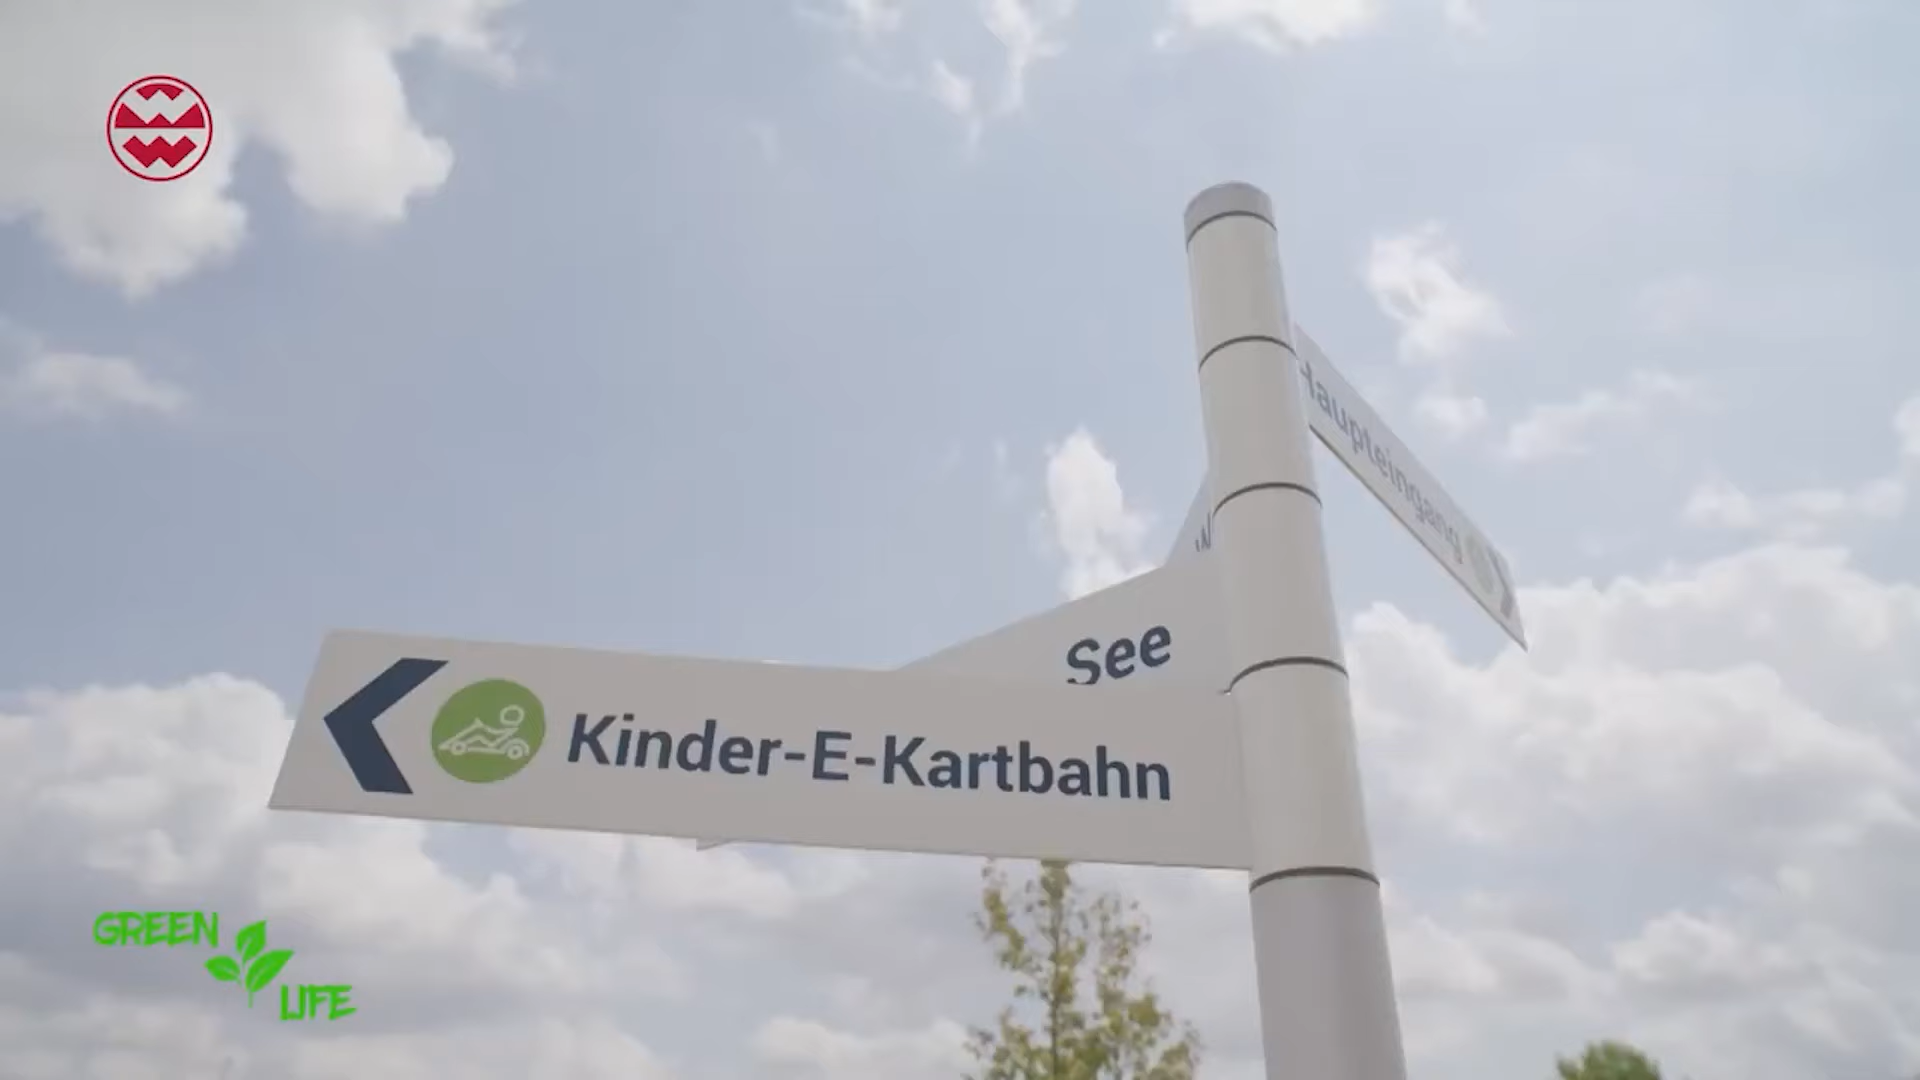 Haupteingang
W
See
Kinder-E-Kartbahn
GREEN
LIFE